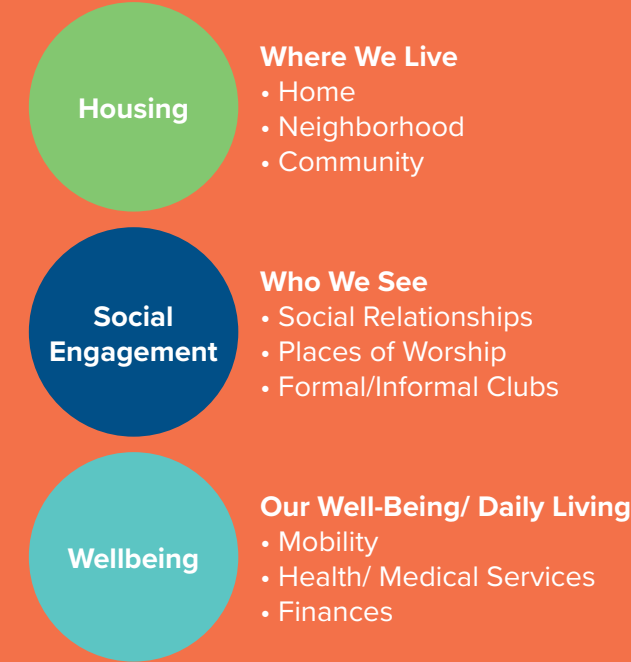 Housing
Where We Live
• Home
• Neighborhood
• Community
Social
Engagement
Who We See
• Social Relationships
• Places of Worship
• Formal/Informal Clubs
Wellbeing
Our Well-Being/ Daily Living
• Mobility
• Health/ Medical Services
• Finances